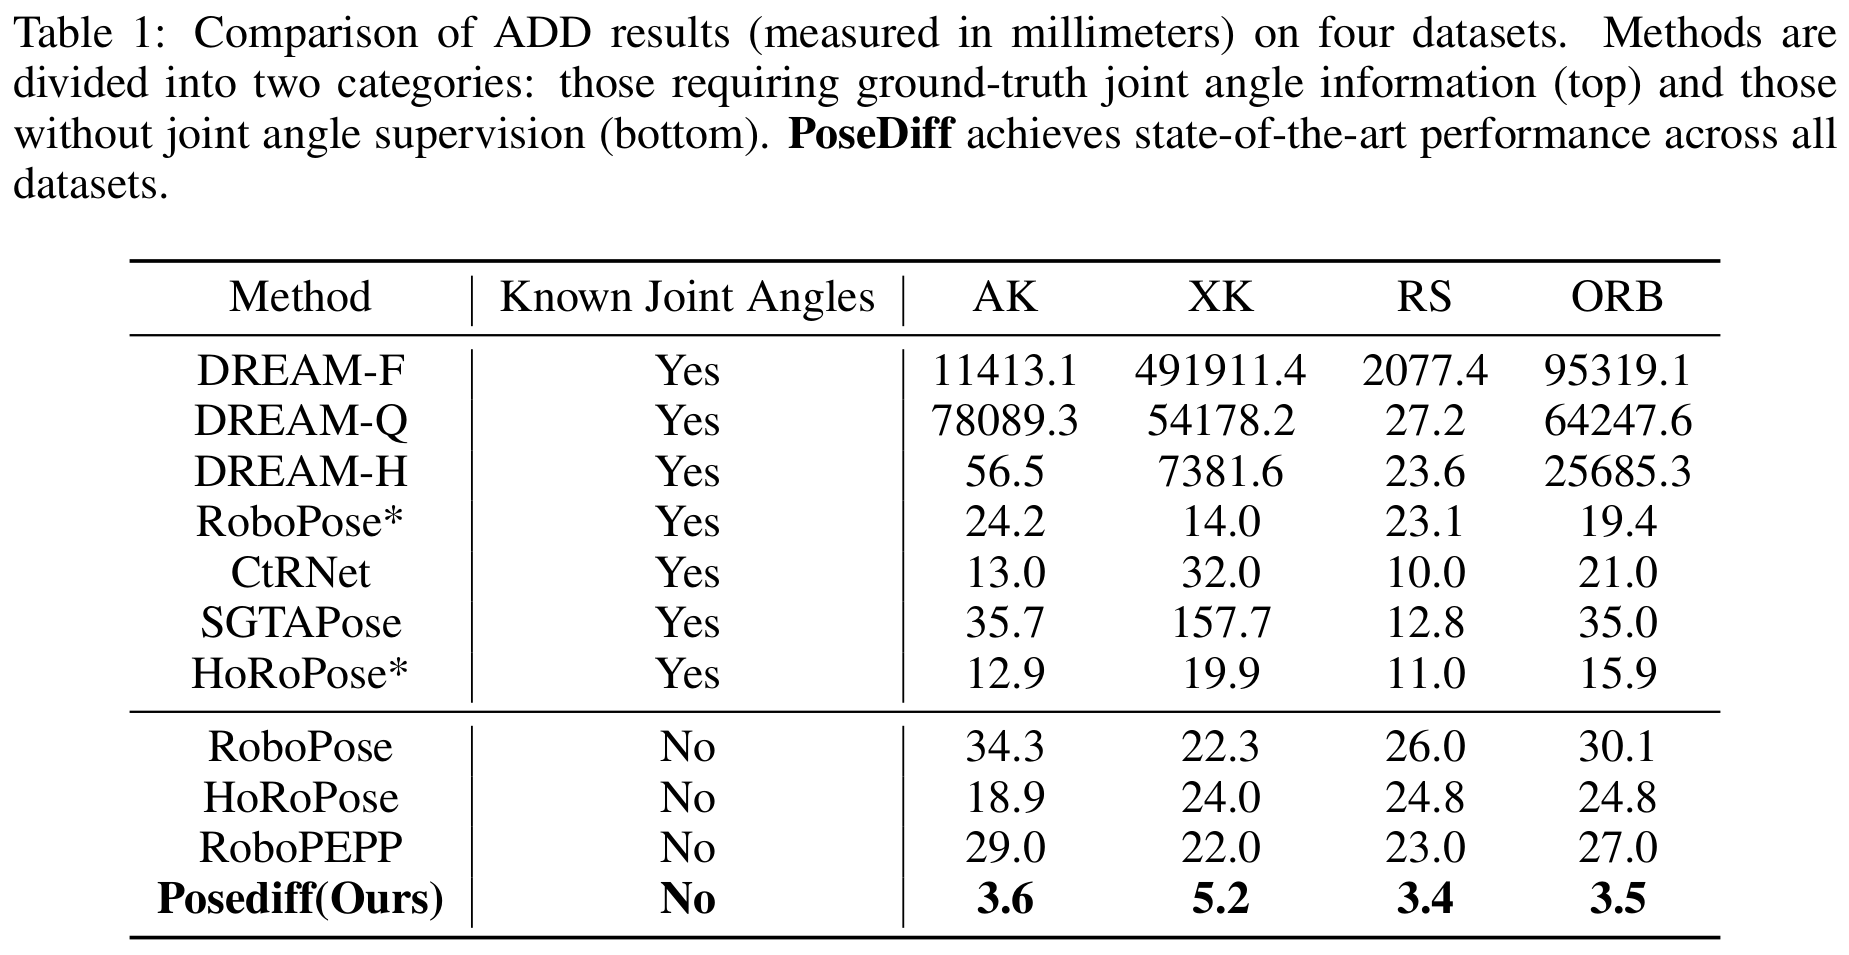 Table 1: Comparison of ADD results (measured in millimeters) on four datasets. Methods are
divided into two categories: those requiring ground-truth joint angle information (top) and those
without joint angle supervision (bottom). PoseDiff achieves state-of-the-art performance across all
datasets.
Method Known Joint Angles AK XK RS ORB
DREAM-F Yes 11413.1 491911.4 2077.4 95319.1
DREAM-Q Yes 78089.3 54178.2 27.2 64247.6
DREAM-H Yes 56.5 7381.6 23.6 25685.3
RoboPose* Yes 24.2 14.0 23.1 19.4
CtRNet Yes 13.0 32.0 10.0 21.0
SGTAPose Yes 35.7 157.7 12.8 35.0
HoRoPose* Yes 12.9 19.9 11.0 15.9
RoboPose No 34.3 22.3 26.0 30.1
HoRoPose No 18.9 24.0 24.8 24.8
RoboPEPP No 29.0 22.0 23.0 27.0
Posediff(Ours) No 3.6 5.2 3.4 3.5